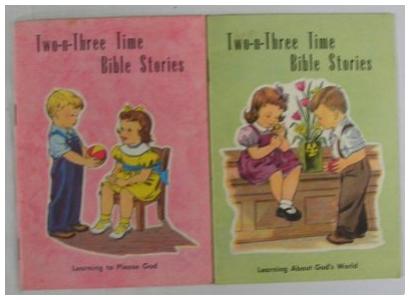 Two-n-Three Time
Bible Stories
Learning to Please God
Two-n-Three Time
Bible Stories
Learning About God's World